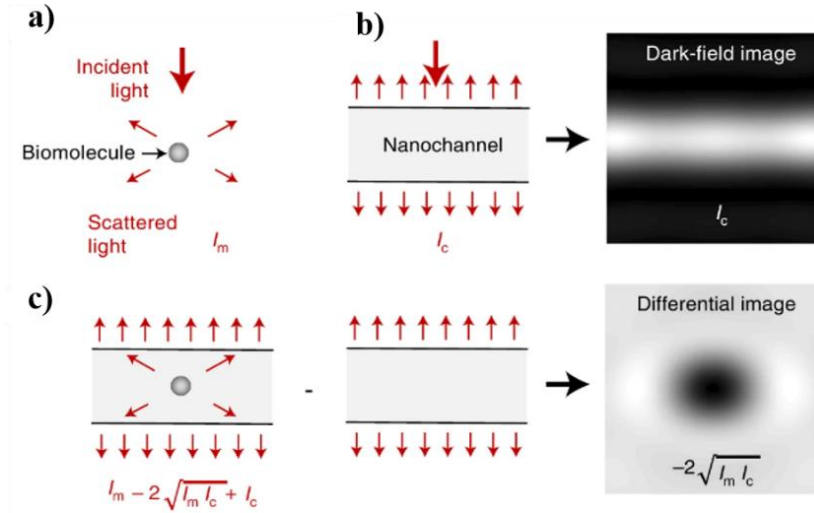 a)
Incident
light
Biomolecule
Scattered
light
I_m
b)
Nanochannel
I_c
Dark-field image
I_c
c)
-
I_m – 2√(I_m I_c) + I_c
Differential image
–2√(I_m I_c)